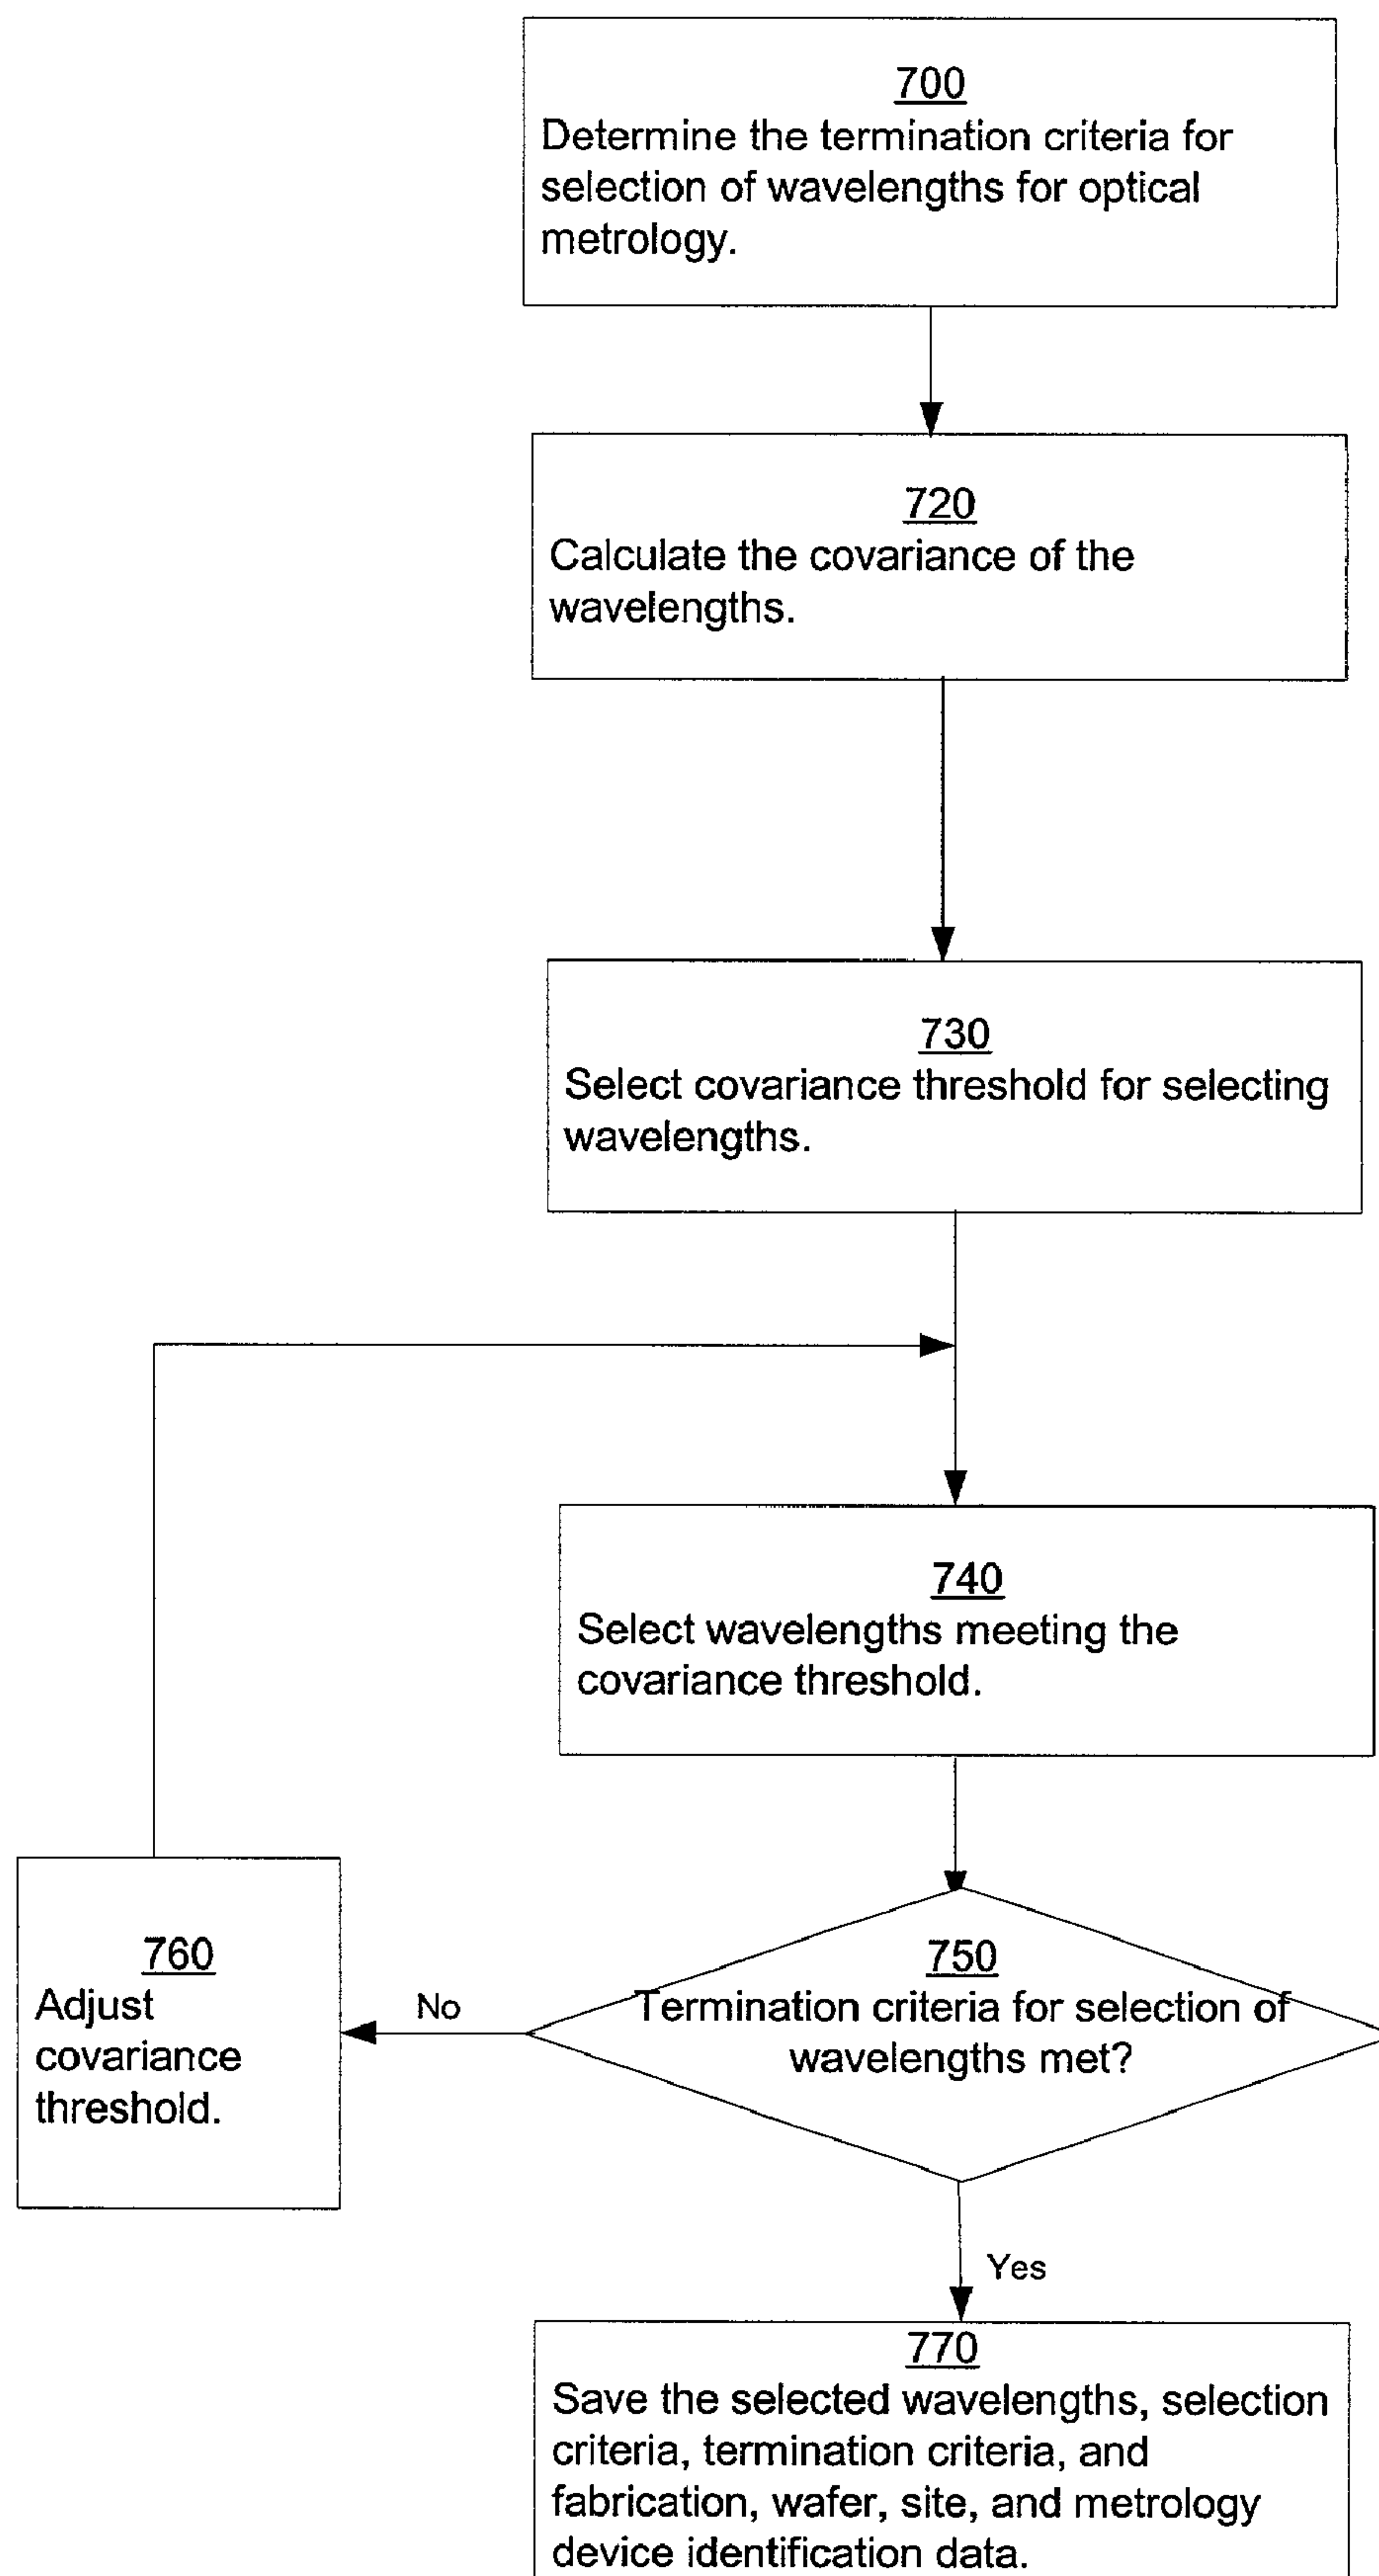 700
Determine the termination criteria for
selection of wavelengths for optical
metrology.
720
Calculate the covariance of the
wavelengths.
730
Select covariance threshold for selecting
wavelengths.
740
Select wavelengths meeting the
covariance threshold.
750
Termination criteria for selection of
wavelengths met?
No
760
Adjust
covariance
threshold.
Yes
770
Save the selected wavelengths, selection
criteria, termination criteria, and
fabrication, wafer, site, and metrology
device identification data.